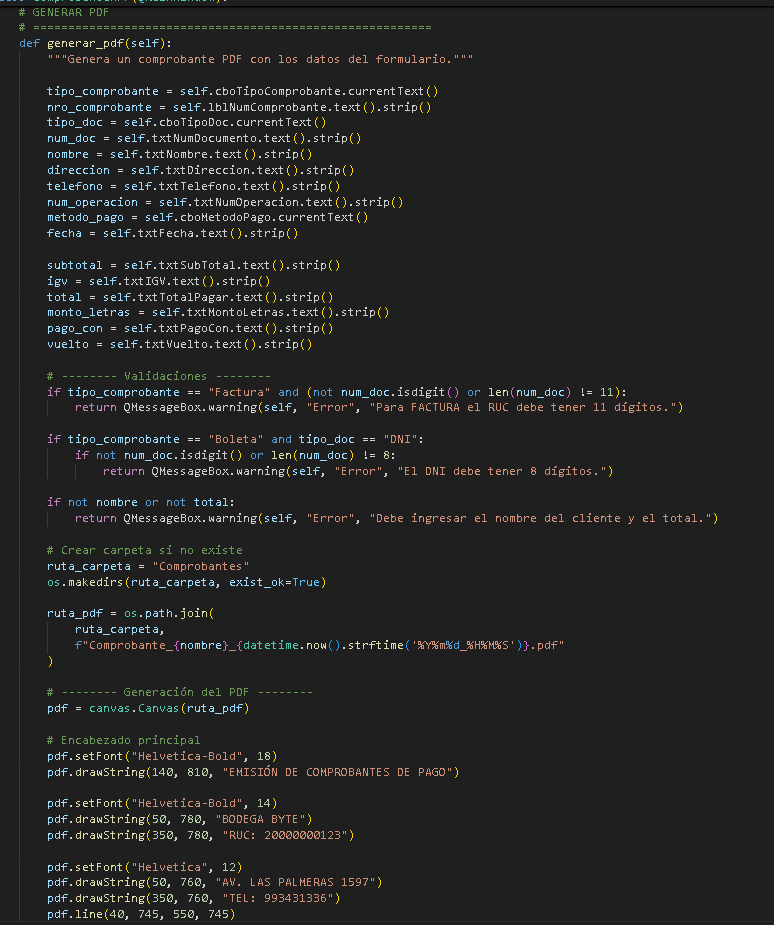 # GENERAR PDF
# =========================================================
def generar_pdf(self):
    """Genera un comprobante PDF con los datos del formulario."""

    tipo_comprobante = self.cboTipoComprobante.currentText()
    nro_comprobante = self.lblNumComprobante.text().strip()
    tipo_doc = self.cboTipoDoc.currentText()
    num_doc = self.txtNumDocumento.text().strip()
    nombre = self.txtNombre.text().strip()
    direccion = self.txtDireccion.text().strip()
    telefono = self.txtTelefono.text().strip()
    num_operacion = self.txtNumOperacion.text().strip()
    metodo_pago = self.cboMetodoPago.currentText()
    fecha = self.txtFecha.text().strip()

    subtotal = self.txtSubTotal.text().strip()
    igv = self.txtIGV.text().strip()
    total = self.txtTotalPagar.text().strip()
    monto_letras = self.txtMontoLetras.text().strip()
    pago_con = self.txtPagoCon.text().strip()
    vuelto = self.txtVuelto.text().strip()

    # -------- Validaciones --------
    if tipo_comprobante == "Factura" and (not num_doc.isdigit() or len(num_doc) != 11):
        return QMessageBox.warning(self, "Error", "Para FACTURA el RUC debe tener 11 dígitos.")

    if tipo_comprobante == "Boleta" and tipo_doc == "DNI":
        if not num_doc.isdigit() or len(num_doc) != 8:
            return QMessageBox.warning(self, "Error", "El DNI debe tener 8 dígitos.")

    if not nombre or not total:
        return QMessageBox.warning(self, "Error", "Debe ingresar el nombre del cliente y el total.")

    # Crear carpeta si no existe
    ruta_carpeta = "Comprobantes"
    os.makedirs(ruta_carpeta, exist_ok=True)

    ruta_pdf = os.path.join(
        ruta_carpeta,
        f"Comprobante_{nombre}_{datetime.now().strftime('%Y%m%d_%H%M%S')}.pdf"
    )

    # -------- Generación del PDF --------
    pdf = canvas.Canvas(ruta_pdf)

    # Encabezado principal
    pdf.setFont("Helvetica-Bold", 18)
    pdf.drawString(140, 810, "EMISIÓN DE COMPROBANTES DE PAGO")

    pdf.setFont("Helvetica-Bold", 14)
    pdf.drawString(50, 780, "BODEGA BYTE")
    pdf.drawString(350, 780, "RUC: 20000000123")

    pdf.setFont("Helvetica", 12)
    pdf.drawString(50, 760, "AV. LAS PALMERAS 1597")
    pdf.drawString(350, 760, "TEL: 993431336")
    pdf.line(40, 745, 550, 745)